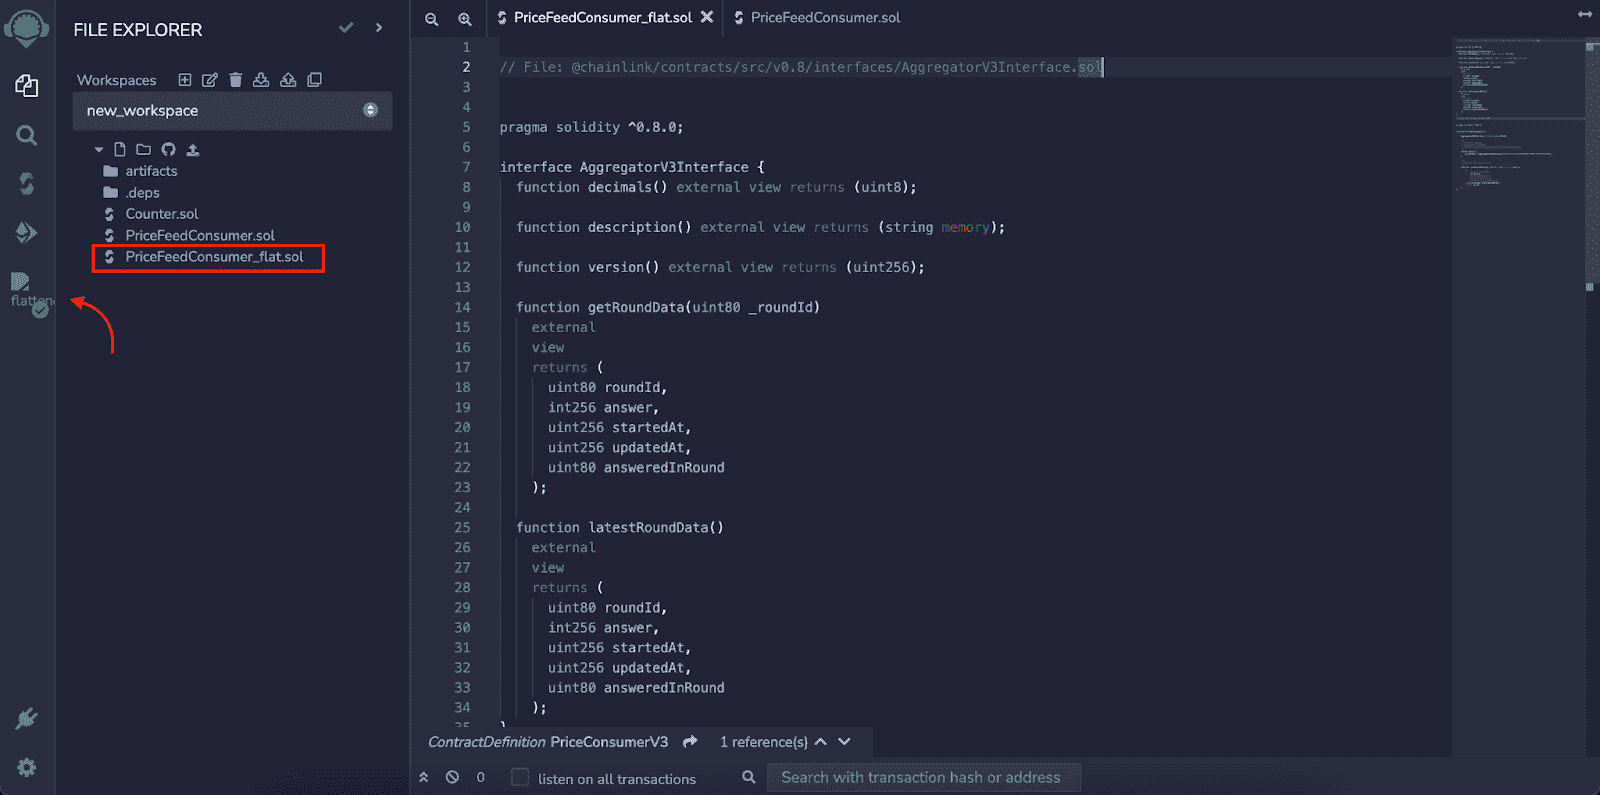 FILE EXPLORER
Workspaces
new_workspace
artifacts
.deps
Counter.sol
PriceFeedConsumer.sol
PriceFeedConsumer_flat.sol
flattene
PriceFeedConsumer_flat.sol
PriceFeedConsumer.sol
1
2 // File: @chainlink/contracts/src/v0.8/interfaces/AggregatorV3Interface.sol
3
4
5 pragma solidity ^0.8.0;
6
7 interface AggregatorV3Interface {
8 function decimals() external view returns (uint8);
9
10 function description() external view returns (string memory);
11
12 function version() external view returns (uint256);
13
14 function getRoundData(uint80 _roundId)
15 external
16 view
17 returns (
18 uint80 roundId,
19 int256 answer,
20 uint256 startedAt,
21 uint256 updatedAt,
22 uint80 answeredInRound
23 );
24
25 function latestRoundData()
26 external
27 view
28 returns (
29 uint80 roundId,
30 int256 answer,
31 uint256 startedAt,
32 uint256 updatedAt,
33 uint80 answeredInRound
34 );
35 }
ContractDefinition PriceConsumerV3 1 reference(s)
0 listen on all transactions Search with transaction hash or address